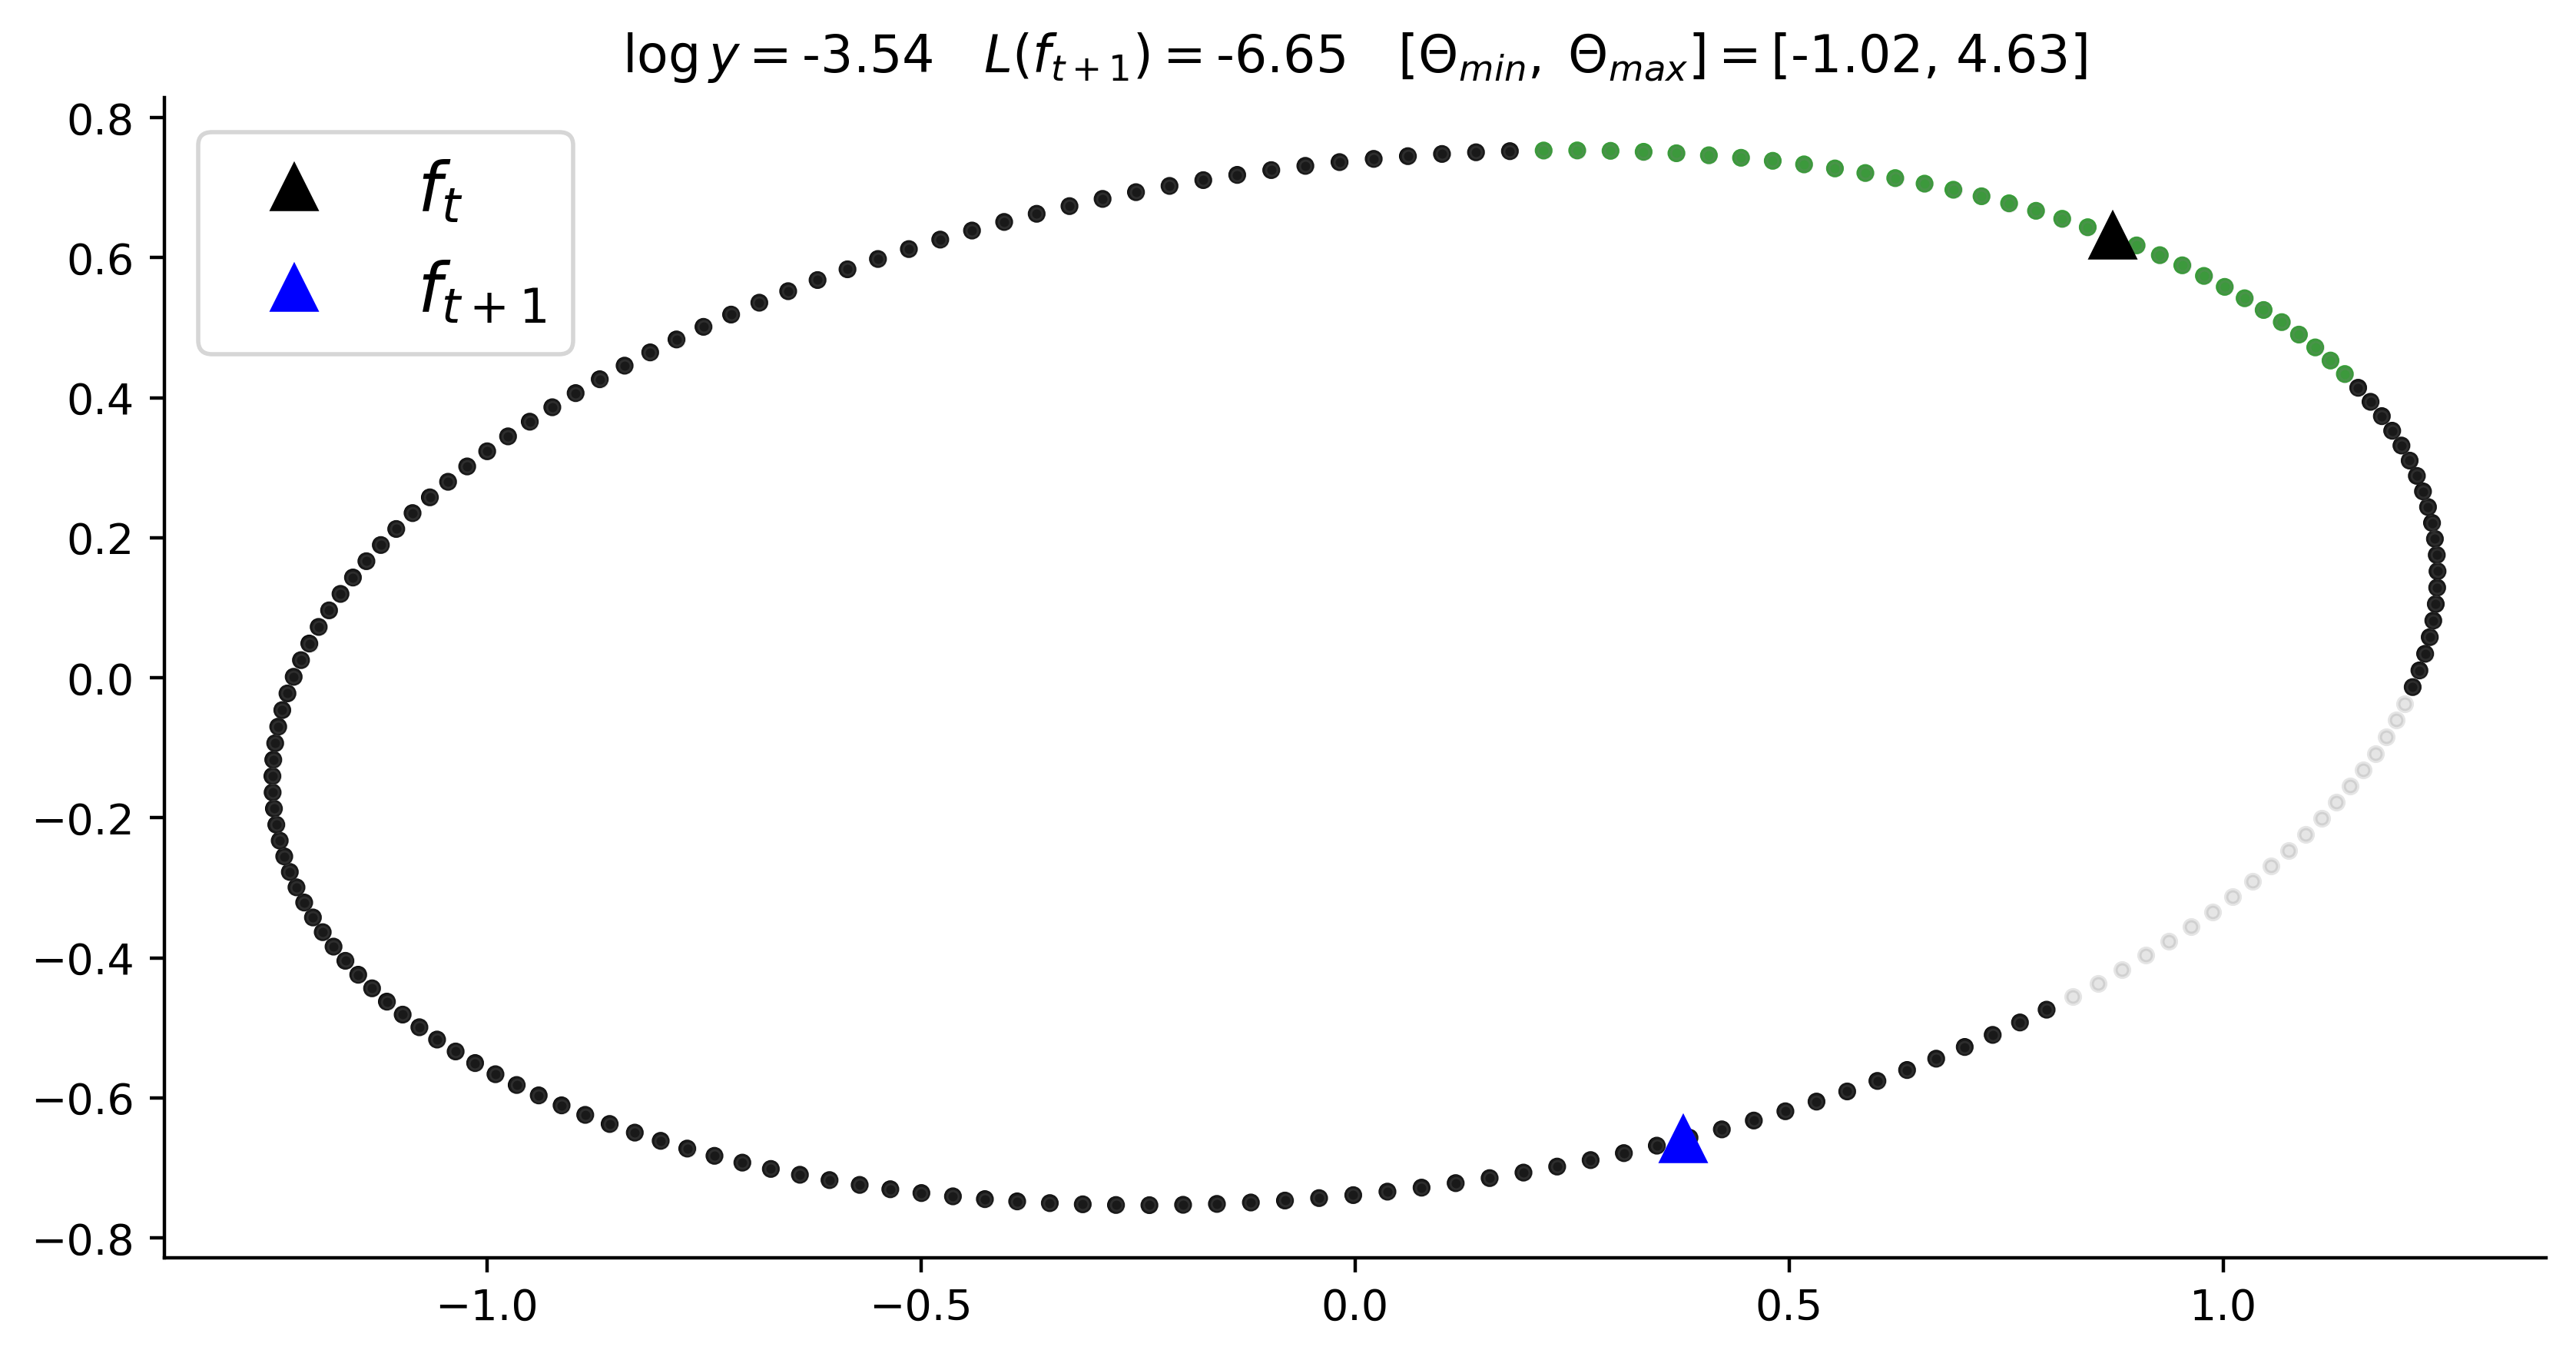 log y = -3.54 L(f_{t+1}) = -6.65 [Θ_{min}, Θ_{max}] = [-1.02, 4.63]
f_t
f_{t+1}
0.8
0.6
0.4
0.2
0.0
−0.2
−0.4
−0.6
−0.8
−1.0 −0.5 0.0 0.5 1.0